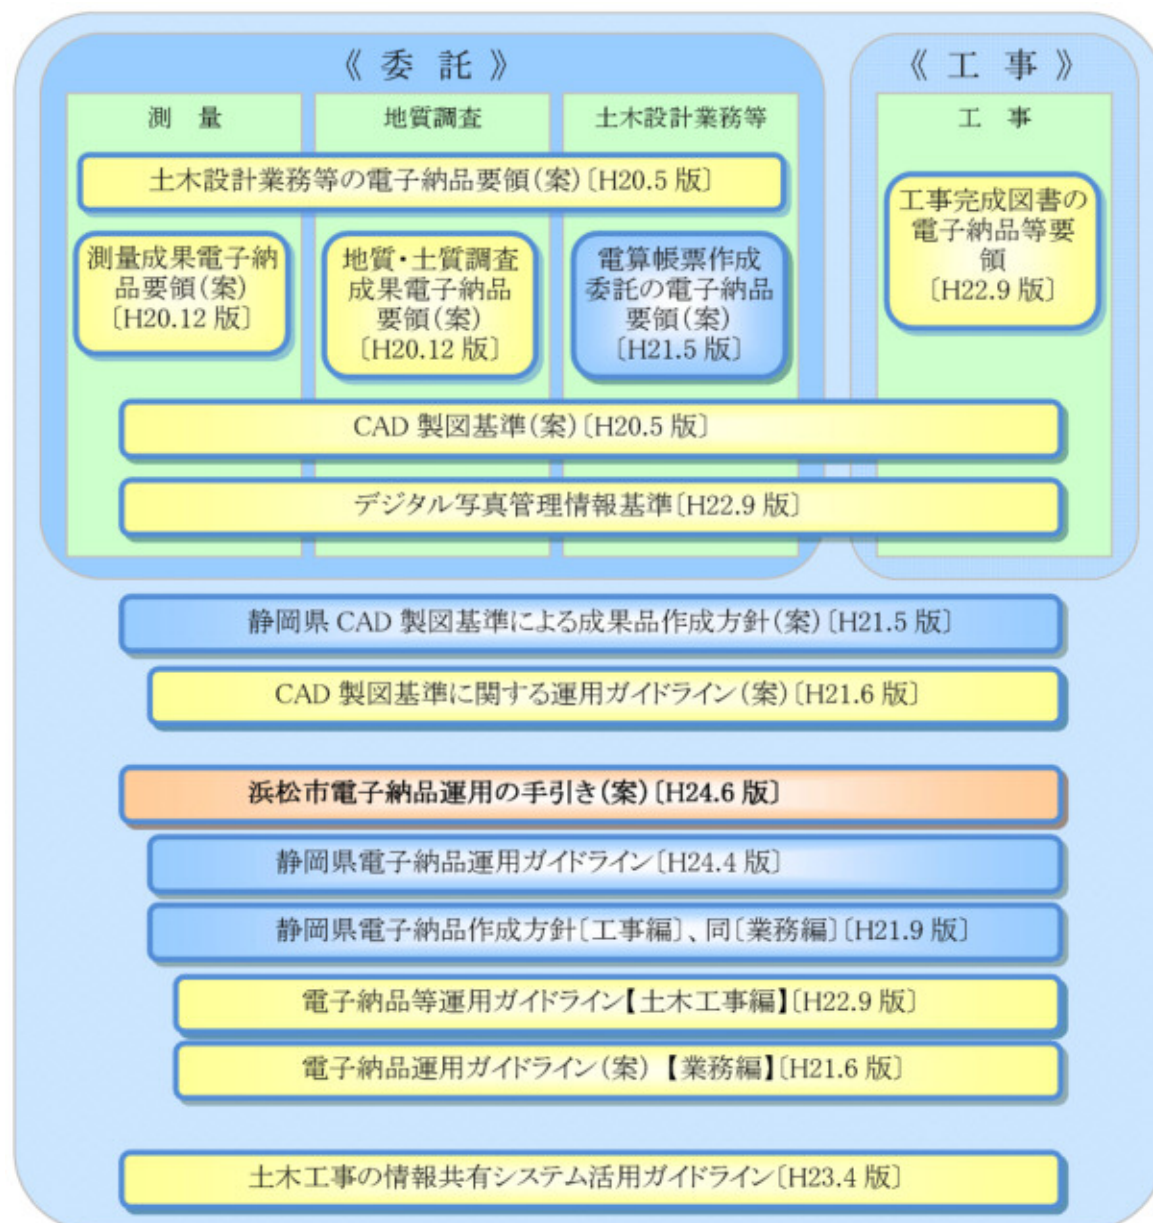 《 委 託 》
《 工 事 》
測 量
地質調査
土木設計業務等
工 事
土木設計業務等の電子納品要領(案)〔H20.5 版〕
測量成果電子納
品要領(案)
〔H20.12 版〕
地質・土質調査
成果電子納品
要領(案)
〔H20.12 版〕
電算帳票作成
委託の電子納品
要領(案)
〔H21.5 版〕
工事完成図書の
電子納品等要
領
〔H22.9 版〕
CAD 製図基準(案)〔H20.5 版〕
デジタル写真管理情報基準〔H22.9 版〕
静岡県 CAD 製図基準による成果品作成方針(案)〔H21.5 版〕
CAD 製図基準に関する運用ガイドライン(案)〔H21.6 版〕
浜松市電子納品運用の手引き(案)〔H24.6 版〕
静岡県電子納品運用ガイドライン〔H24.4 版〕
静岡県電子納品作成方針〔工事編〕、同〔業務編〕〔H21.9 版〕
電子納品等運用ガイドライン【土木工事編】〔H22.9 版〕
電子納品運用ガイドライン(案)【業務編】〔H21.6 版〕
土木工事の情報共有システム活用ガイドライン〔H23.4 版〕